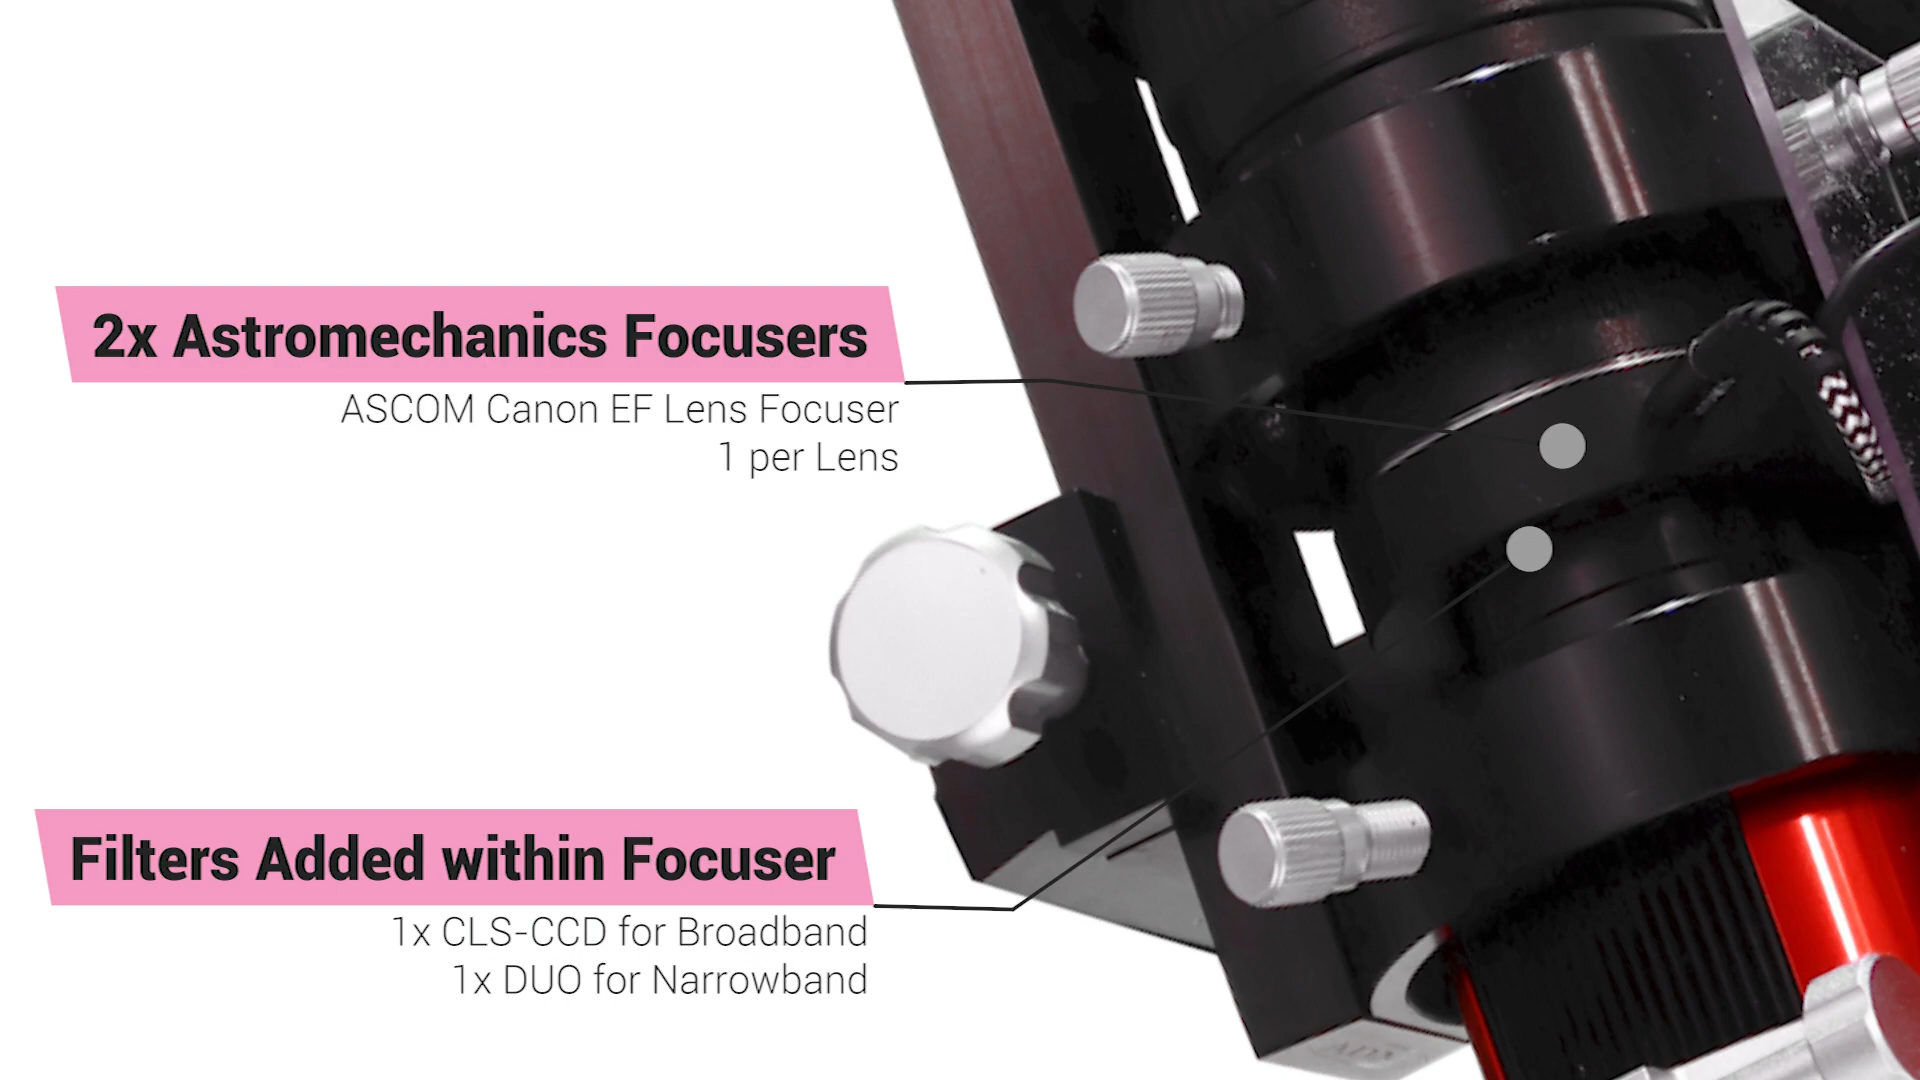 2x Astromechanics Focusers
ASCOM Canon EF Lens Focuser
1 per Lens
Filters Added within Focuser
1x CLS-CCD for Broadband
1x DUO for Narrowband